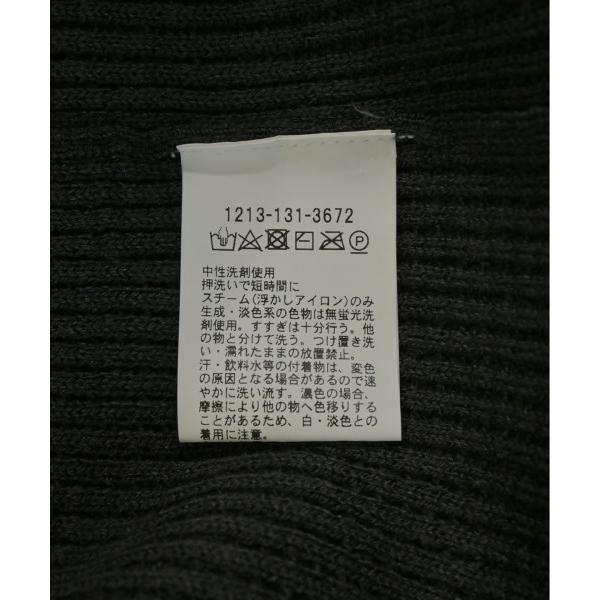 1213-131-3672
P
中性洗剤使用
押洗いで短時間に
スチーム(浮かしアイロン)のみ
生成・淡色系の色物は無蛍光洗
剤使用。すすぎは十分行う。他
の物と分けて洗う。つけ置き洗
い・濡れたままの放置禁止。
汗・飲料水等の付着物は、変色
の原因となる場合があるので速
やかに洗い流す。濃色の場合、
摩擦により他の物へ色移りする
ことがあるため、白・淡色との
着用に注意。